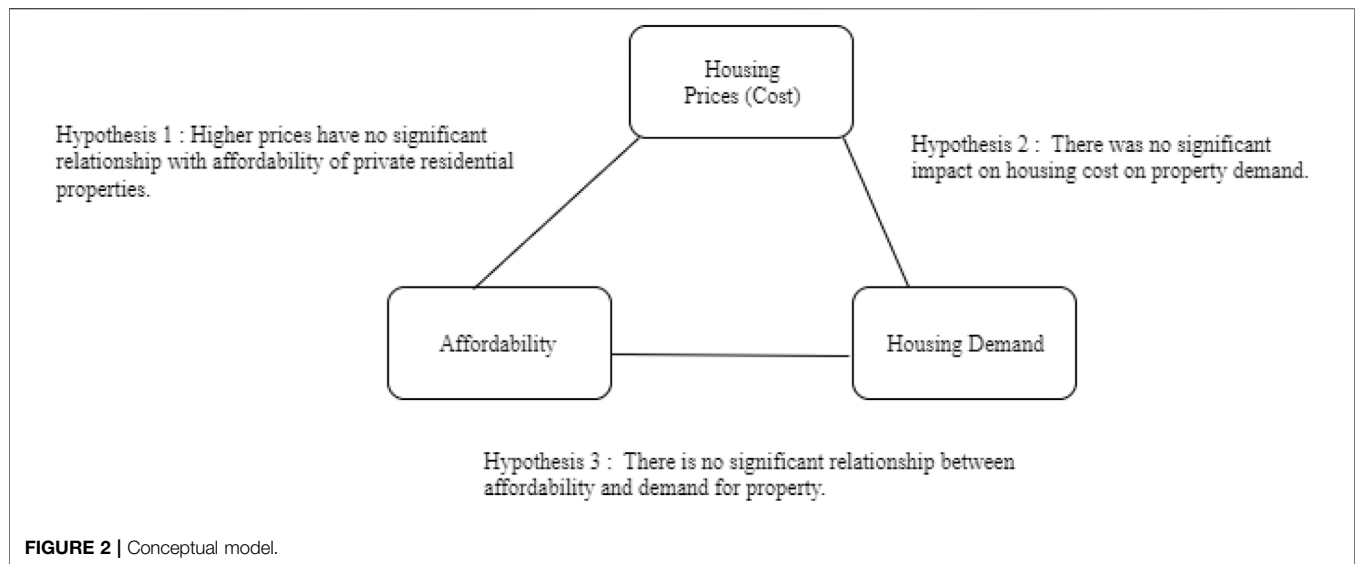 Housing
Prices (Cost)
Hypothesis 1 : Higher prices have no significant
relationship with affordability of private residential
properties.
Hypothesis 2 :  There was no significant
impact on housing cost on property demand.
Affordability
Housing Demand
Hypothesis 3 :  There is no significant relationship between
affordability and demand for property.
FIGURE 2 | Conceptual model.